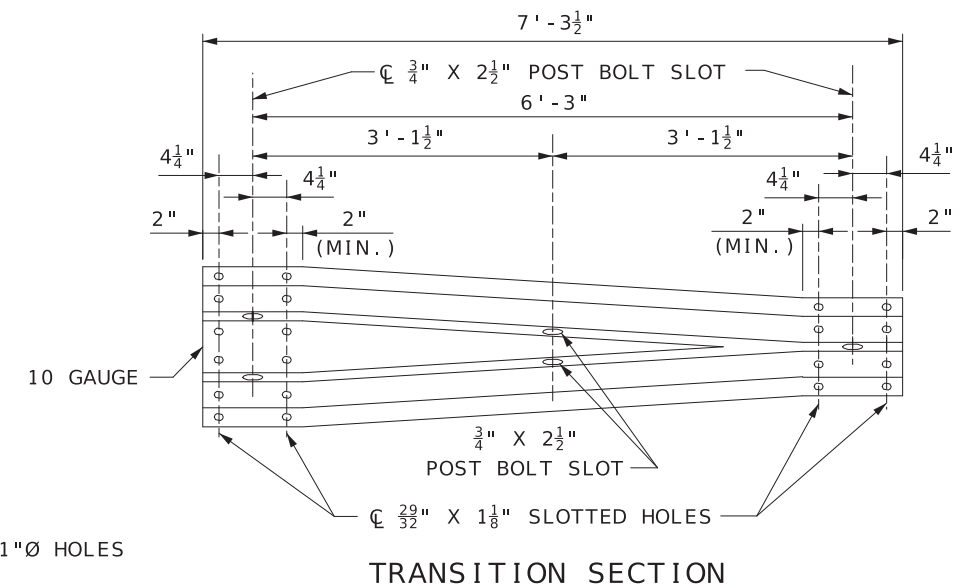 7'-3½"
℄ ¾" X 2½" POST BOLT SLOT
6'-3"
3'-1½" 3'-1½"
4¼" 4¼"
4¼" 4¼"
2" 2" 2" 2"
(MIN.) (MIN.)
10 GAUGE
¾" X 2½"
POST BOLT SLOT
℄ 29/32" X 1⅛" SLOTTED HOLES
1"Ø HOLES
TRANSITION SECTION